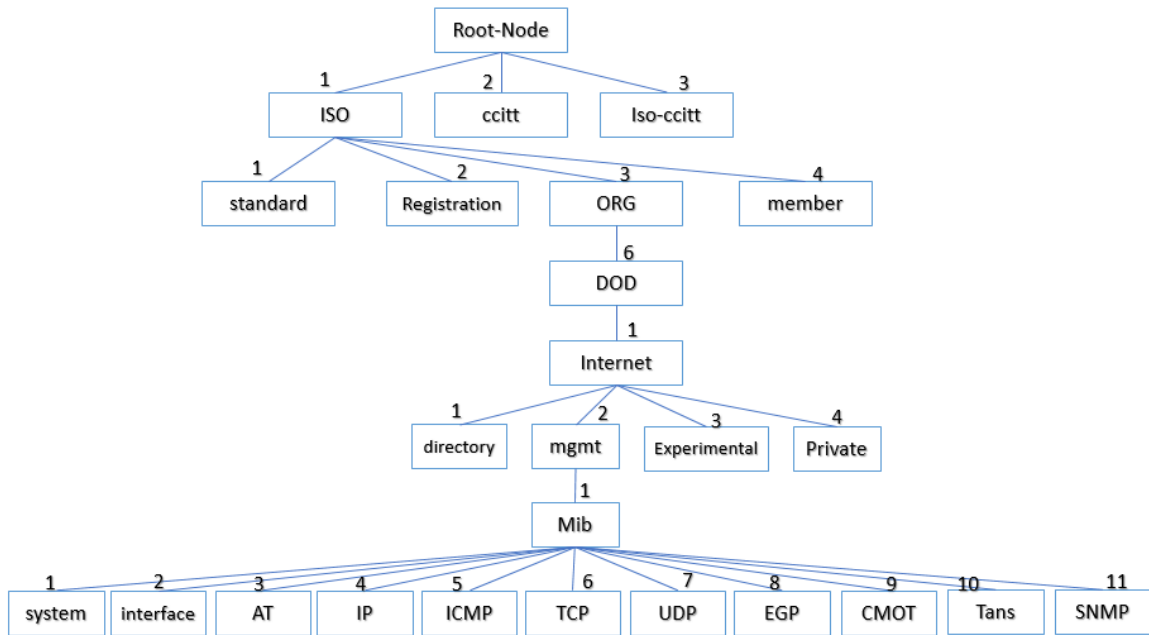 Root-Node
1 2 3
ISO ccitt Iso-ccitt
1 2 3 4
standard Registration ORG member
6
DOD
1
Internet
1 2 3 4
directory mgmt Experimental Private
1
Mib
1 2 3 4 5 6 7 8 9 10 11
system interface AT IP ICMP TCP UDP EGP CMOT Tans SNMP